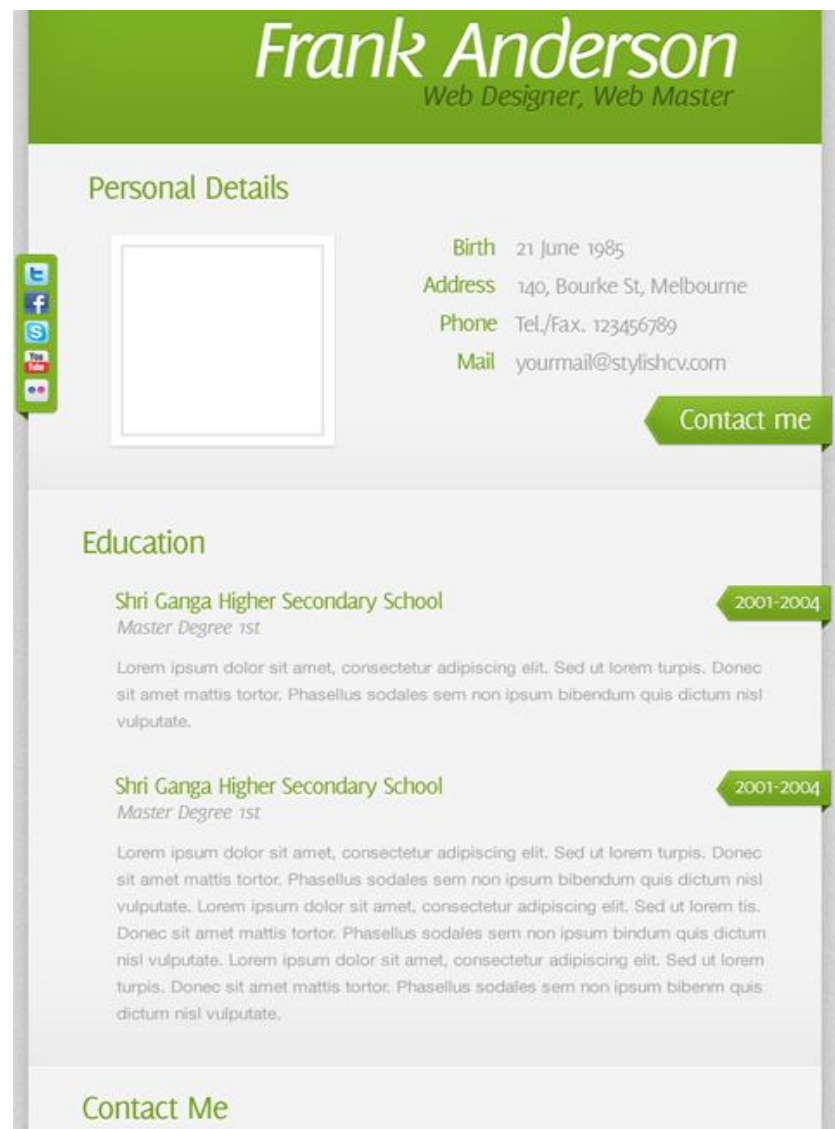 Frank Anderson
Web Designer, Web Master
Personal Details
Birth 21 June 1985
Address 140, Bourke St, Melbourne
Phone Tel./Fax. 123456789
Mail yourmail@stylishcv.com
t
f
S
You
Tube
Contact me
Education
Shri Ganga Higher Secondary School
2001-2004
Master Degree 1st
Lorem ipsum dolor sit amet, consectetur adipiscing elit. Sed ut lorem turpis. Donec
sit amet mattis tortor. Phasellus sodales sem non ipsum bibendum quis dictum nisl
vulputate.
Shri Ganga Higher Secondary School
2001-2004
Master Degree 1st
Lorem ipsum dolor sit amet, consectetur adipiscing elit. Sed ut lorem turpis. Donec
sit amet mattis tortor. Phasellus sodales sem non ipsum bibendum quis dictum nisl
vulputate. Lorem ipsum dolor sit amet, consectetur adipiscing elit. Sed ut lorem tis.
Donec sit amet mattis tortor. Phasellus sodales sem non ipsum bindum quis dictum
nisl vulputate. Lorem ipsum dolor sit amet, consectetur adipiscing elit. Sed ut lorem
turpis. Donec sit amet mattis tortor. Phasellus sodales sem non ipsum bibenm quis
dictum nisl vulputate.
Contact Me